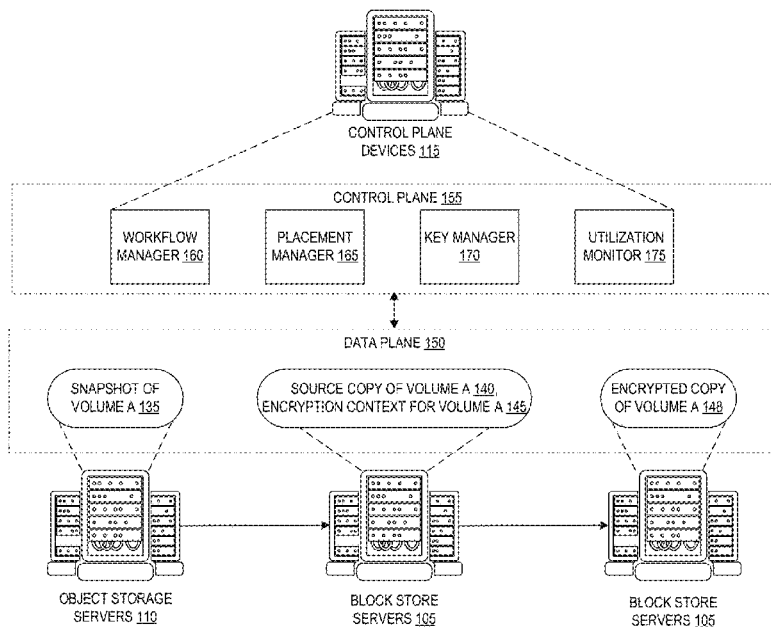 CONTROL PLANE
DEVICES 115
CONTROL PLANE 155
WORKFLOW
MANAGER 160
PLACEMENT
MANAGER 165
KEY MANAGER
170
UTILIZATION
MONITOR 175
DATA PLANE 150
SNAPSHOT OF
VOLUME A 135
SOURCE COPY OF VOLUME A 140,
ENCRYPTION CONTEXT FOR VOLUME A 145
ENCRYPTED COPY
OF VOLUME A 148
OBJECT STORAGE
SERVERS 110
BLOCK STORE
SERVERS 105
BLOCK STORE
SERVERS 105